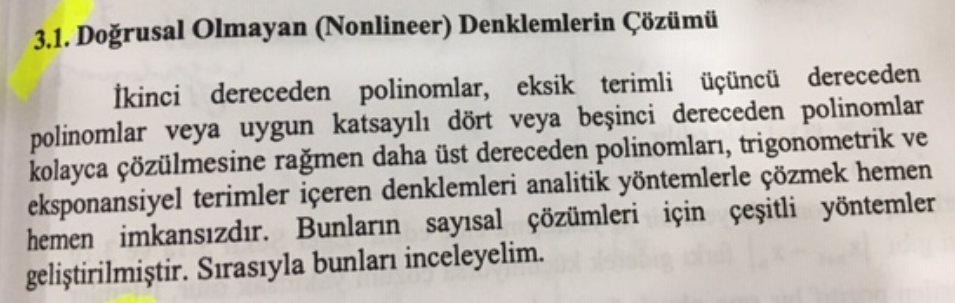 3.1. Doğrusal Olmayan (Nonlineer) Denklemlerin Çözümü
İkinci dereceden polinomlar, eksik terimli üçüncü dereceden
polinomlar veya uygun katsayılı dört veya beşinci dereceden polinomlar
kolayca çözülmesine rağmen daha üst dereceden polinomları, trigonometrik ve
eksponansiyel terimler içeren denklemleri analitik yöntemlerle çözmek hemen
hemen imkansızdır. Bunların sayısal çözümleri için çeşitli yöntemler
geliştirilmiştir. Sırasıyla bunları inceleyelim.